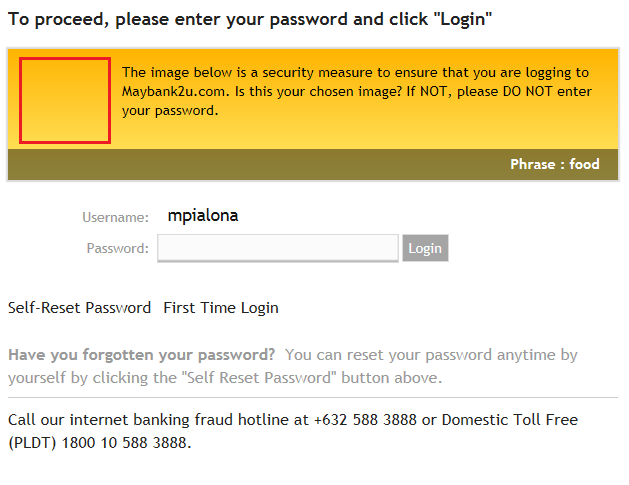 To proceed, please enter your password and click "Login"
The image below is a security measure to ensure that you are logging to
Maybank2u.com. Is this your chosen image? If NOT, please DO NOT enter
your password.
Phrase : food
Username: mpialona
Password: Login
Self-Reset Password First Time Login
Have you forgotten your password? You can reset your password anytime by
yourself by clicking the "Self Reset Password" button above.
Call our internet banking fraud hotline at +632 588 3888 or Domestic Toll Free
(PLDT) 1800 10 588 3888.